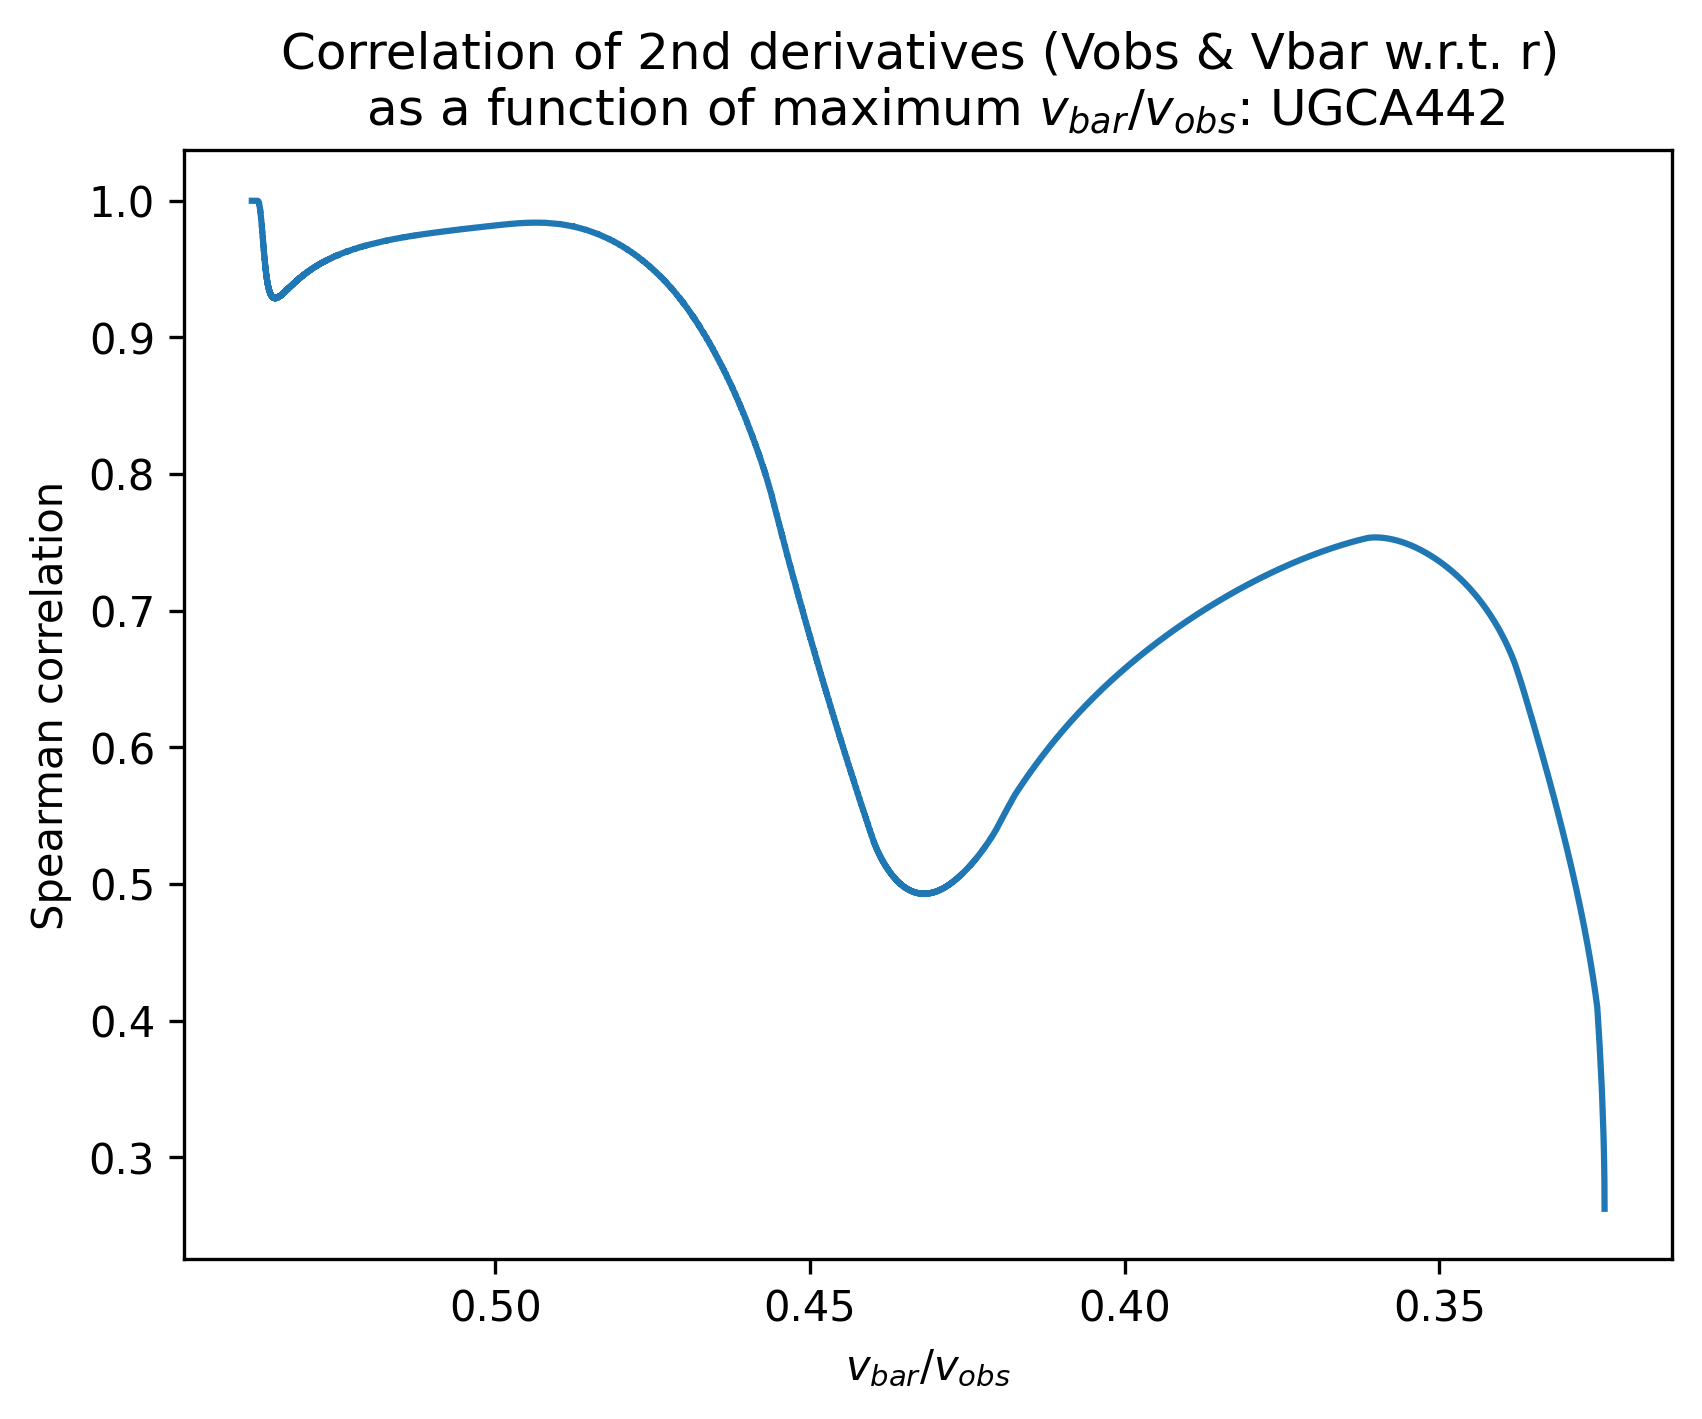 Correlation of 2nd derivatives (Vobs & Vbar w.r.t. r)
as a function of maximum v_bar/v_obs: UGCA442
1.0
0.9
0.8
0.7
0.6
0.5
0.4
0.3
Spearman correlation
0.50 0.45 0.40 0.35
v_bar/v_obs